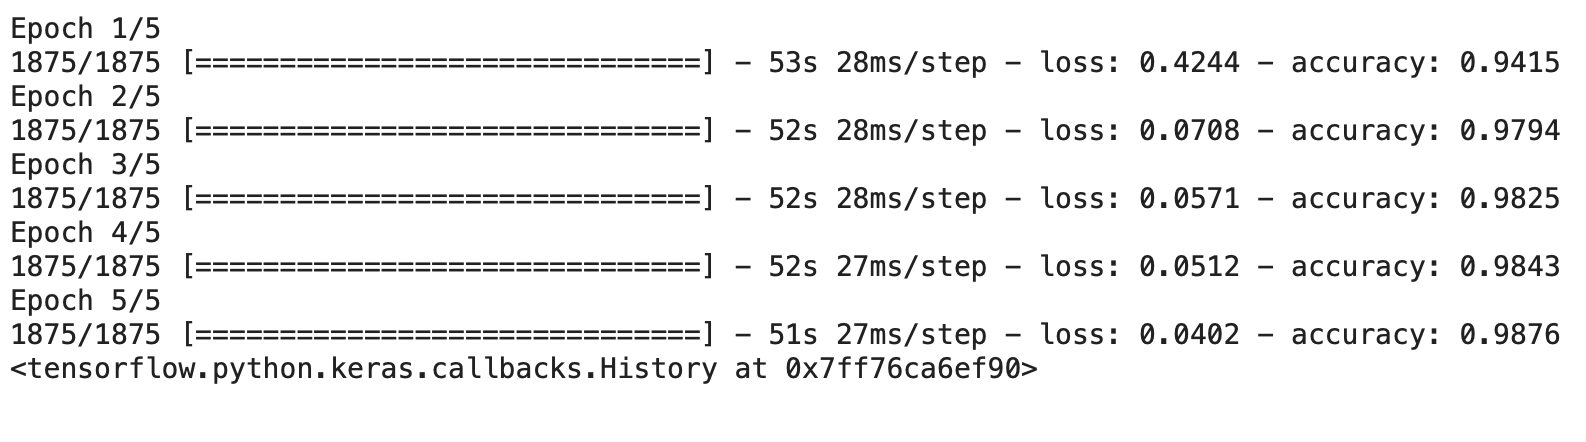 Epoch 1/5
1875/1875 [==============================] - 53s 28ms/step - loss: 0.4244 - accuracy: 0.9415
Epoch 2/5
1875/1875 [==============================] - 52s 28ms/step - loss: 0.0708 - accuracy: 0.9794
Epoch 3/5
1875/1875 [==============================] - 52s 28ms/step - loss: 0.0571 - accuracy: 0.9825
Epoch 4/5
1875/1875 [==============================] - 52s 27ms/step - loss: 0.0512 - accuracy: 0.9843
Epoch 5/5
1875/1875 [==============================] - 51s 27ms/step - loss: 0.0402 - accuracy: 0.9876
<tensorflow.python.keras.callbacks.History at 0x7ff76ca6ef90>